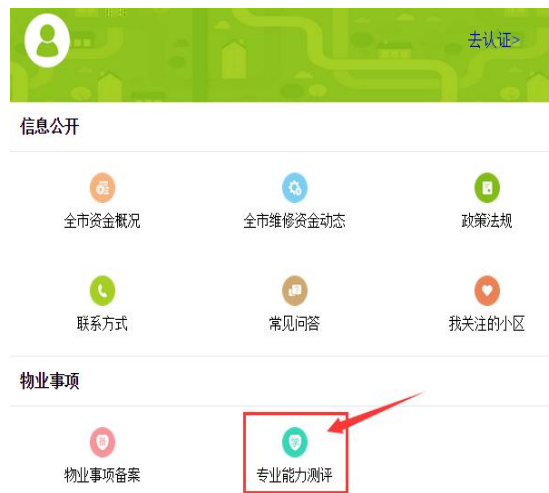 去认证>
信息公开
全市资金概况 全市维修资金动态 政策法规
联系方式 常见问答 我关注的小区
物业事项
物业事项备案 专业能力测评